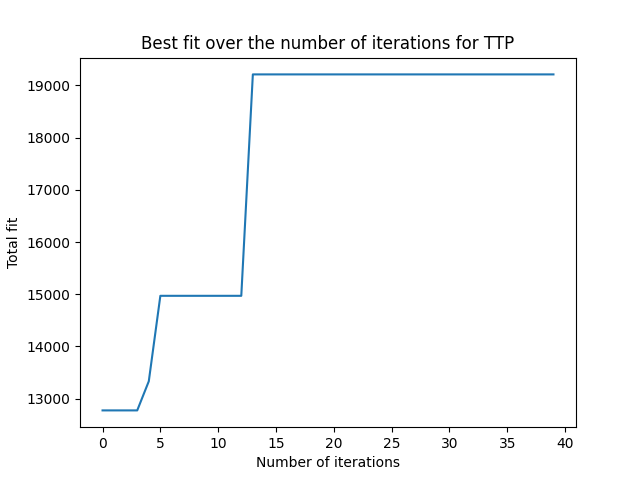 Best fit over the number of iterations for TTP
Total fit
19000
18000
17000
16000
15000
14000
13000
0 5 10 15 20 25 30 35 40
Number of iterations